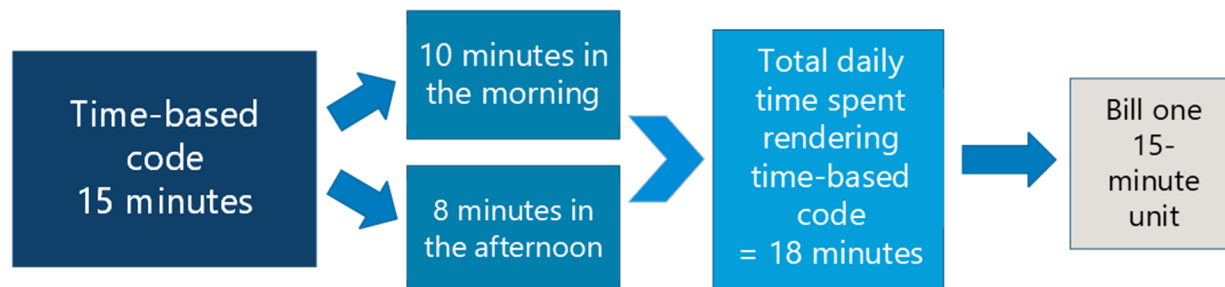 Time-based
code
15 minutes
10 minutes in
the morning
8 minutes in
the afternoon
Total daily
time spent
rendering
time-based
code
= 18 minutes
Bill one
15-
minute
unit